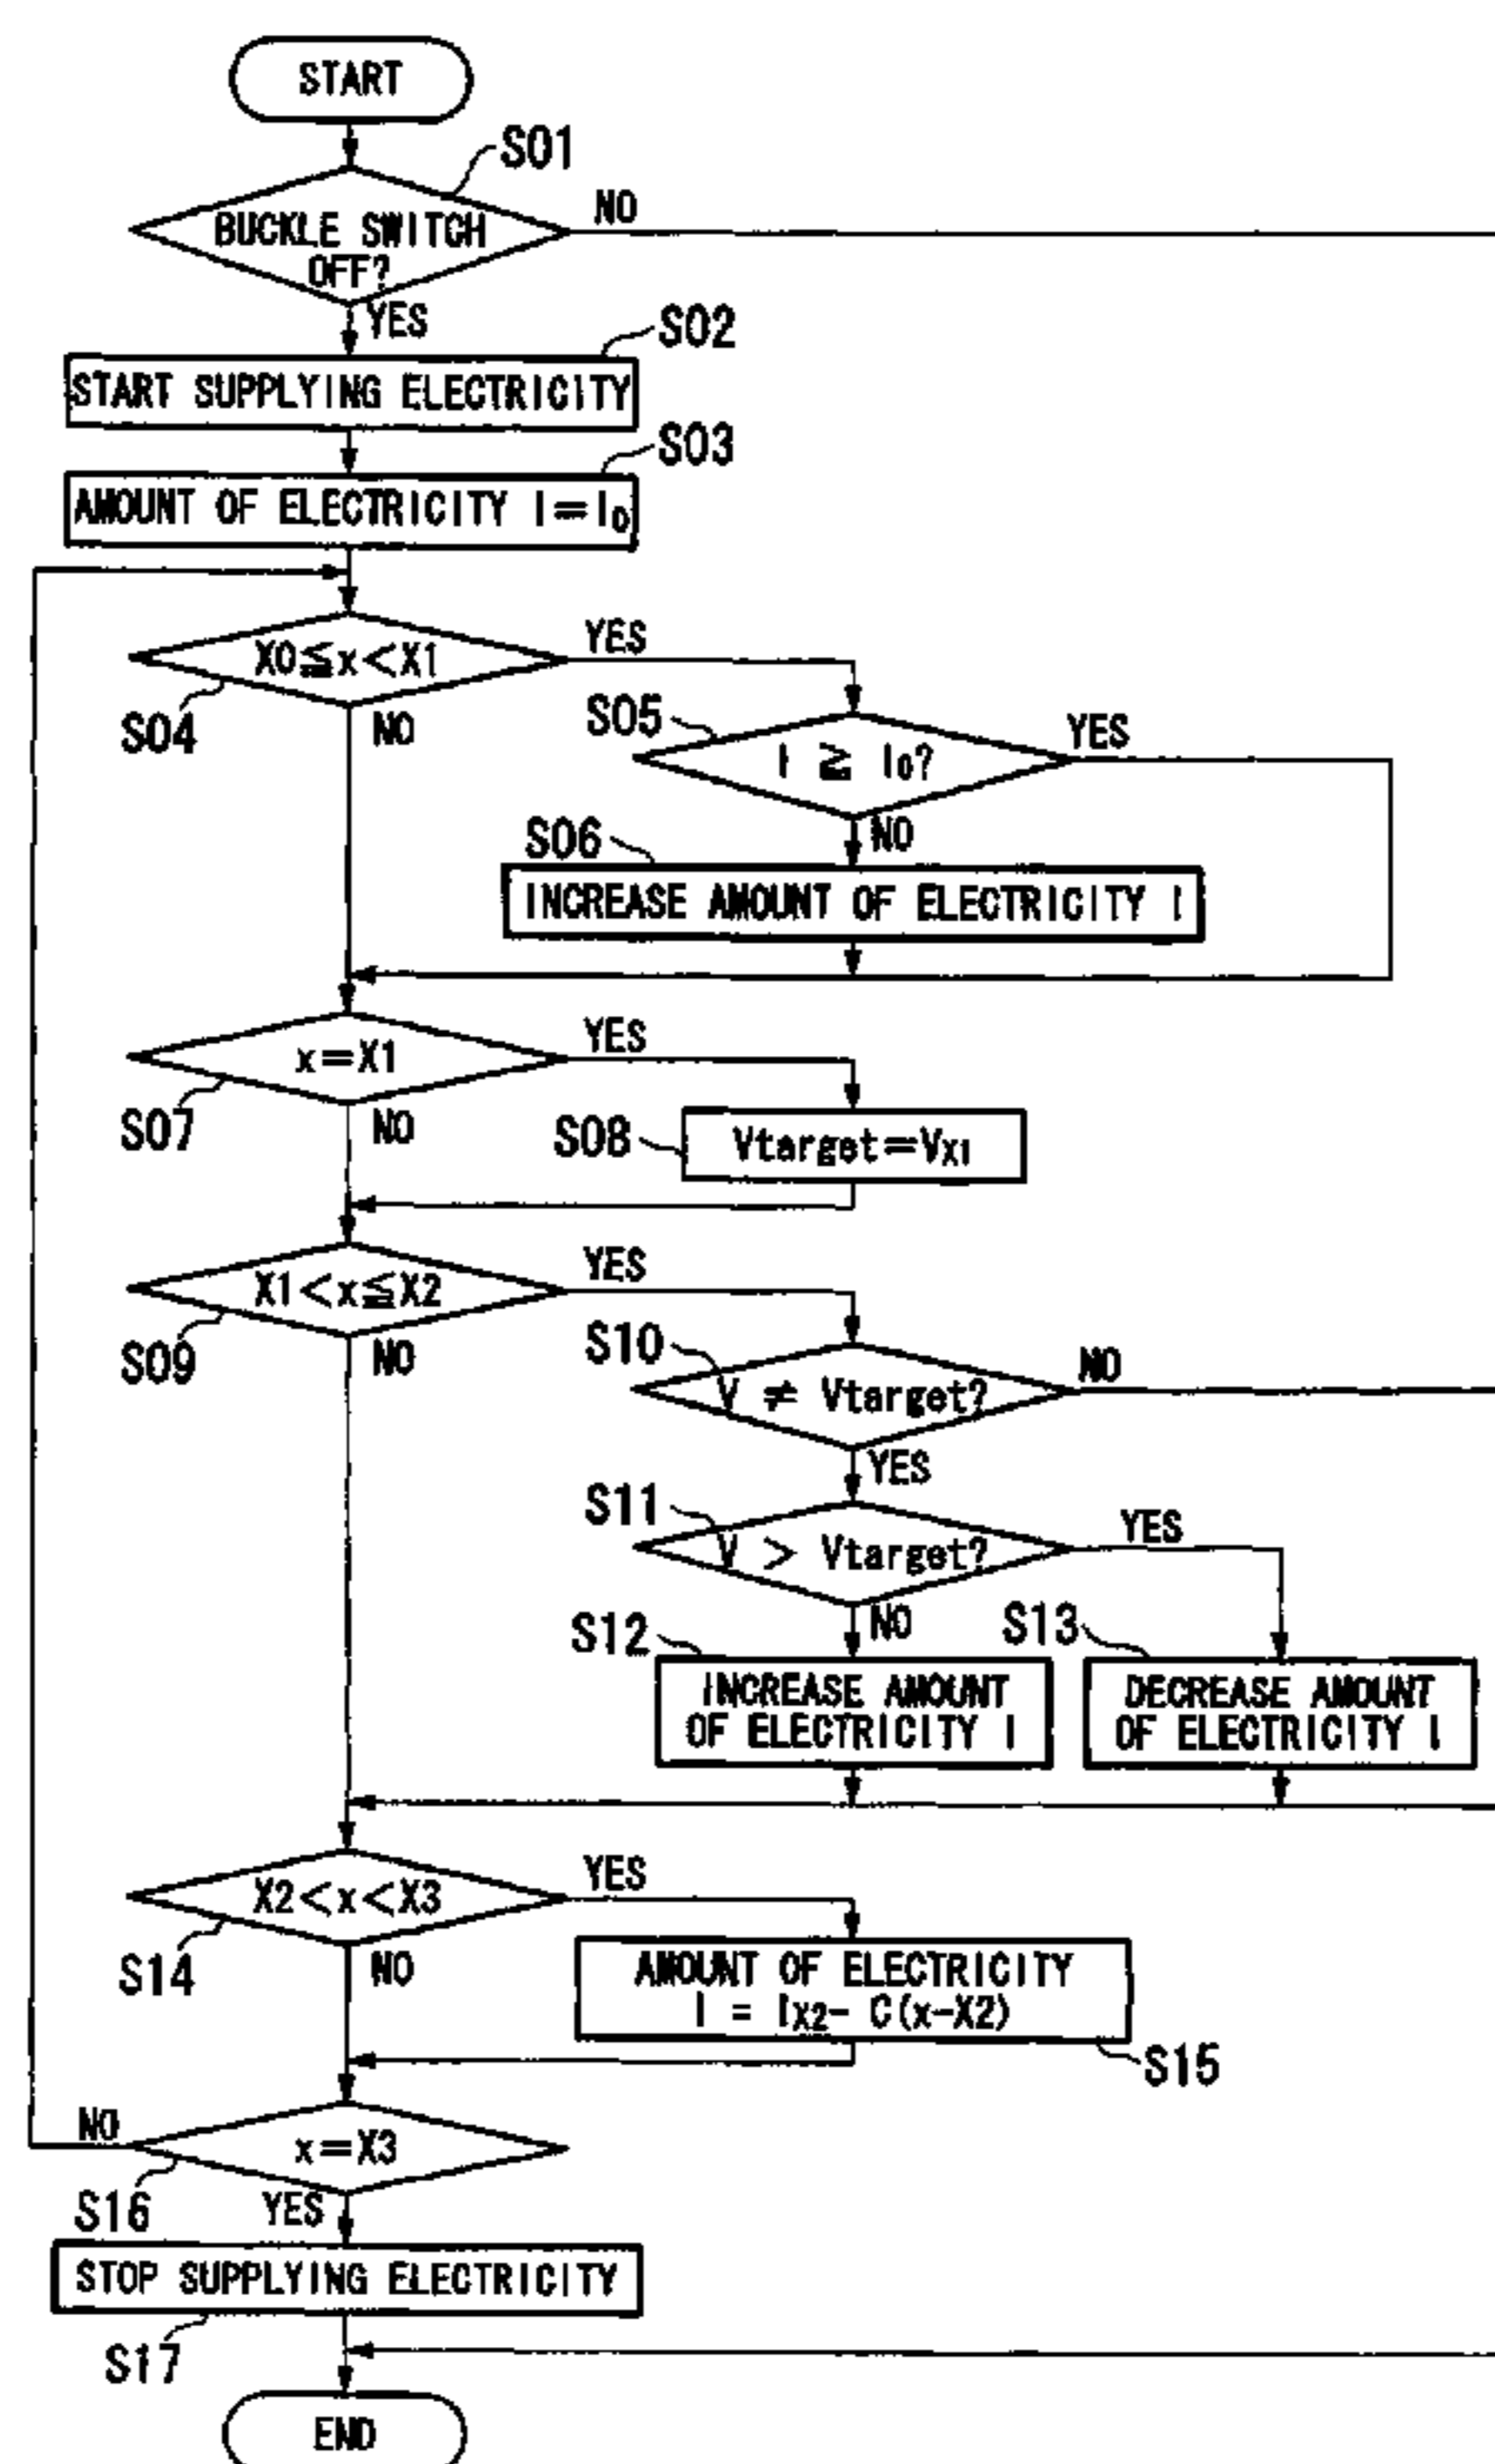 START
S01
BUCKLE SWITCH
OFF?
NO
YES
S02
START SUPPLYING ELECTRICITY
S03
AMOUNT OF ELECTRICITY I=I0
X0≦x<X1
YES
S04
NO
S05
I ≧ I0?
YES
NO
S06
INCREASE AMOUNT OF ELECTRICITY I
x=X1
YES
S07
NO
S08
Vtarget=VX1
X1<x≦X2
YES
S09
NO
S10
V ≠ Vtarget?
NO
YES
S11
V > Vtarget?
YES
NO
S12
INCREASE AMOUNT
OF ELECTRICITY I
S13
DECREASE AMOUNT
OF ELECTRICITY I
X2<x<X3
YES
S14
NO
AMOUNT OF ELECTRICITY
I = IX2- C(x-X2)
S15
NO
x=X3
S16
YES
STOP SUPPLYING ELECTRICITY
S17
END